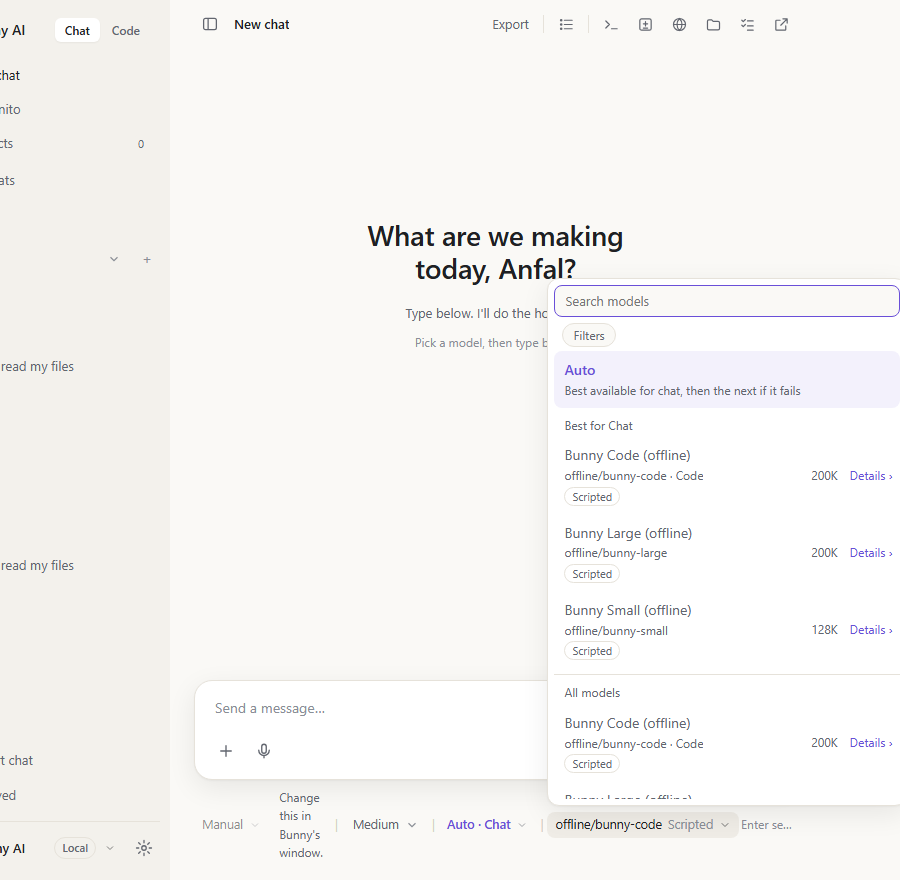 y AI
Chat
Code
New chat
Export
chat
nito
cts
0
ats
read my files
read my files
t chat
ved
y AI
Local
What are we making
today, Anfal?
Type below. I'll do the ho
Pick a model, then type b
Search models
Filters
Auto
Best available for chat, then the next if it fails
Best for Chat
Bunny Code (offline)
offline/bunny-code · Code
200K
Details ›
Scripted
Bunny Large (offline)
offline/bunny-large
200K
Details ›
Scripted
Bunny Small (offline)
offline/bunny-small
128K
Details ›
Scripted
All models
Bunny Code (offline)
offline/bunny-code · Code
200K
Details ›
Scripted
Bunny Large (offline)
Send a message...
Manual
Change
this in
Bunny's
window.
Medium
Auto · Chat
offline/bunny-code Scripted
Enter se...